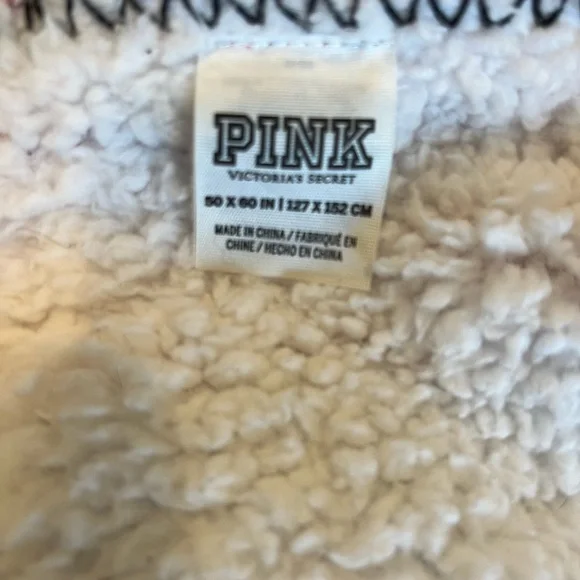 PINK
VICTORIA'S SECRET
50 X 60 IN | 127 X 152 CM
MADE IN CHINA / FABRIQUÉ EN
CHINE / HECHO EN CHINA